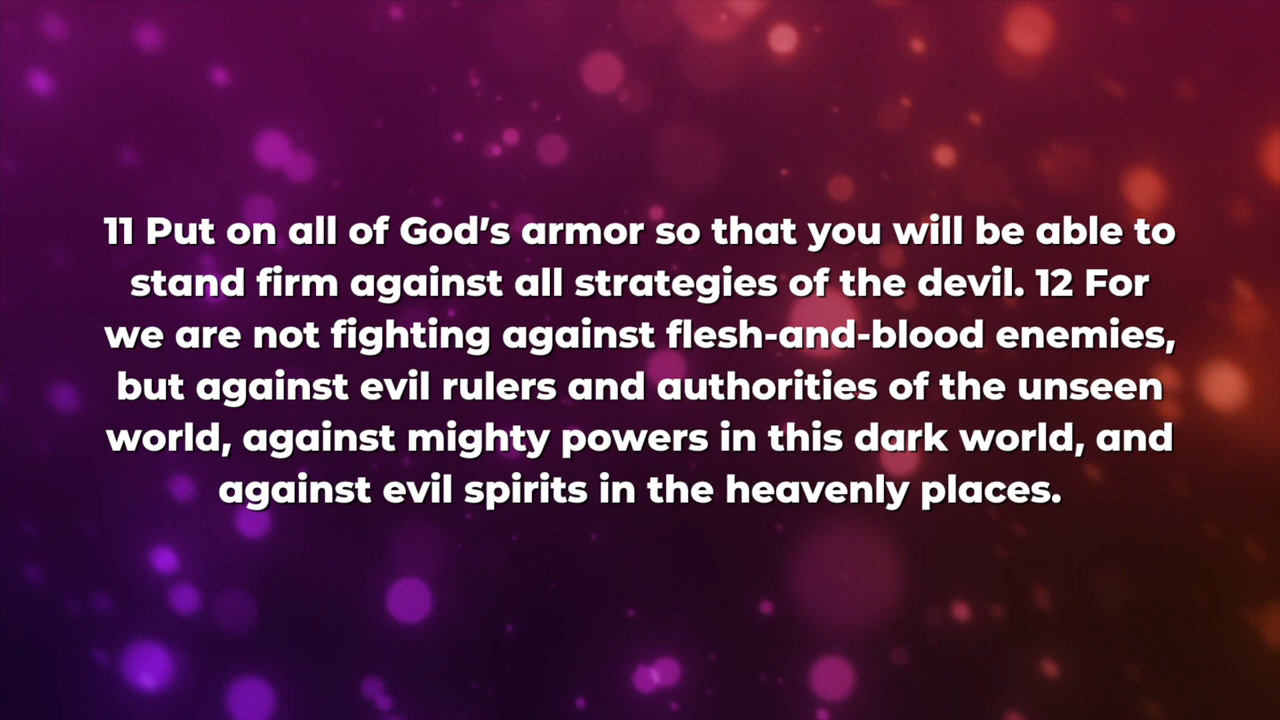 11 Put on all of God’s armor so that you will be able to
stand firm against all strategies of the devil. 12 For
we are not fighting against flesh-and-blood enemies,
but against evil rulers and authorities of the unseen
world, against mighty powers in this dark world, and
against evil spirits in the heavenly places.